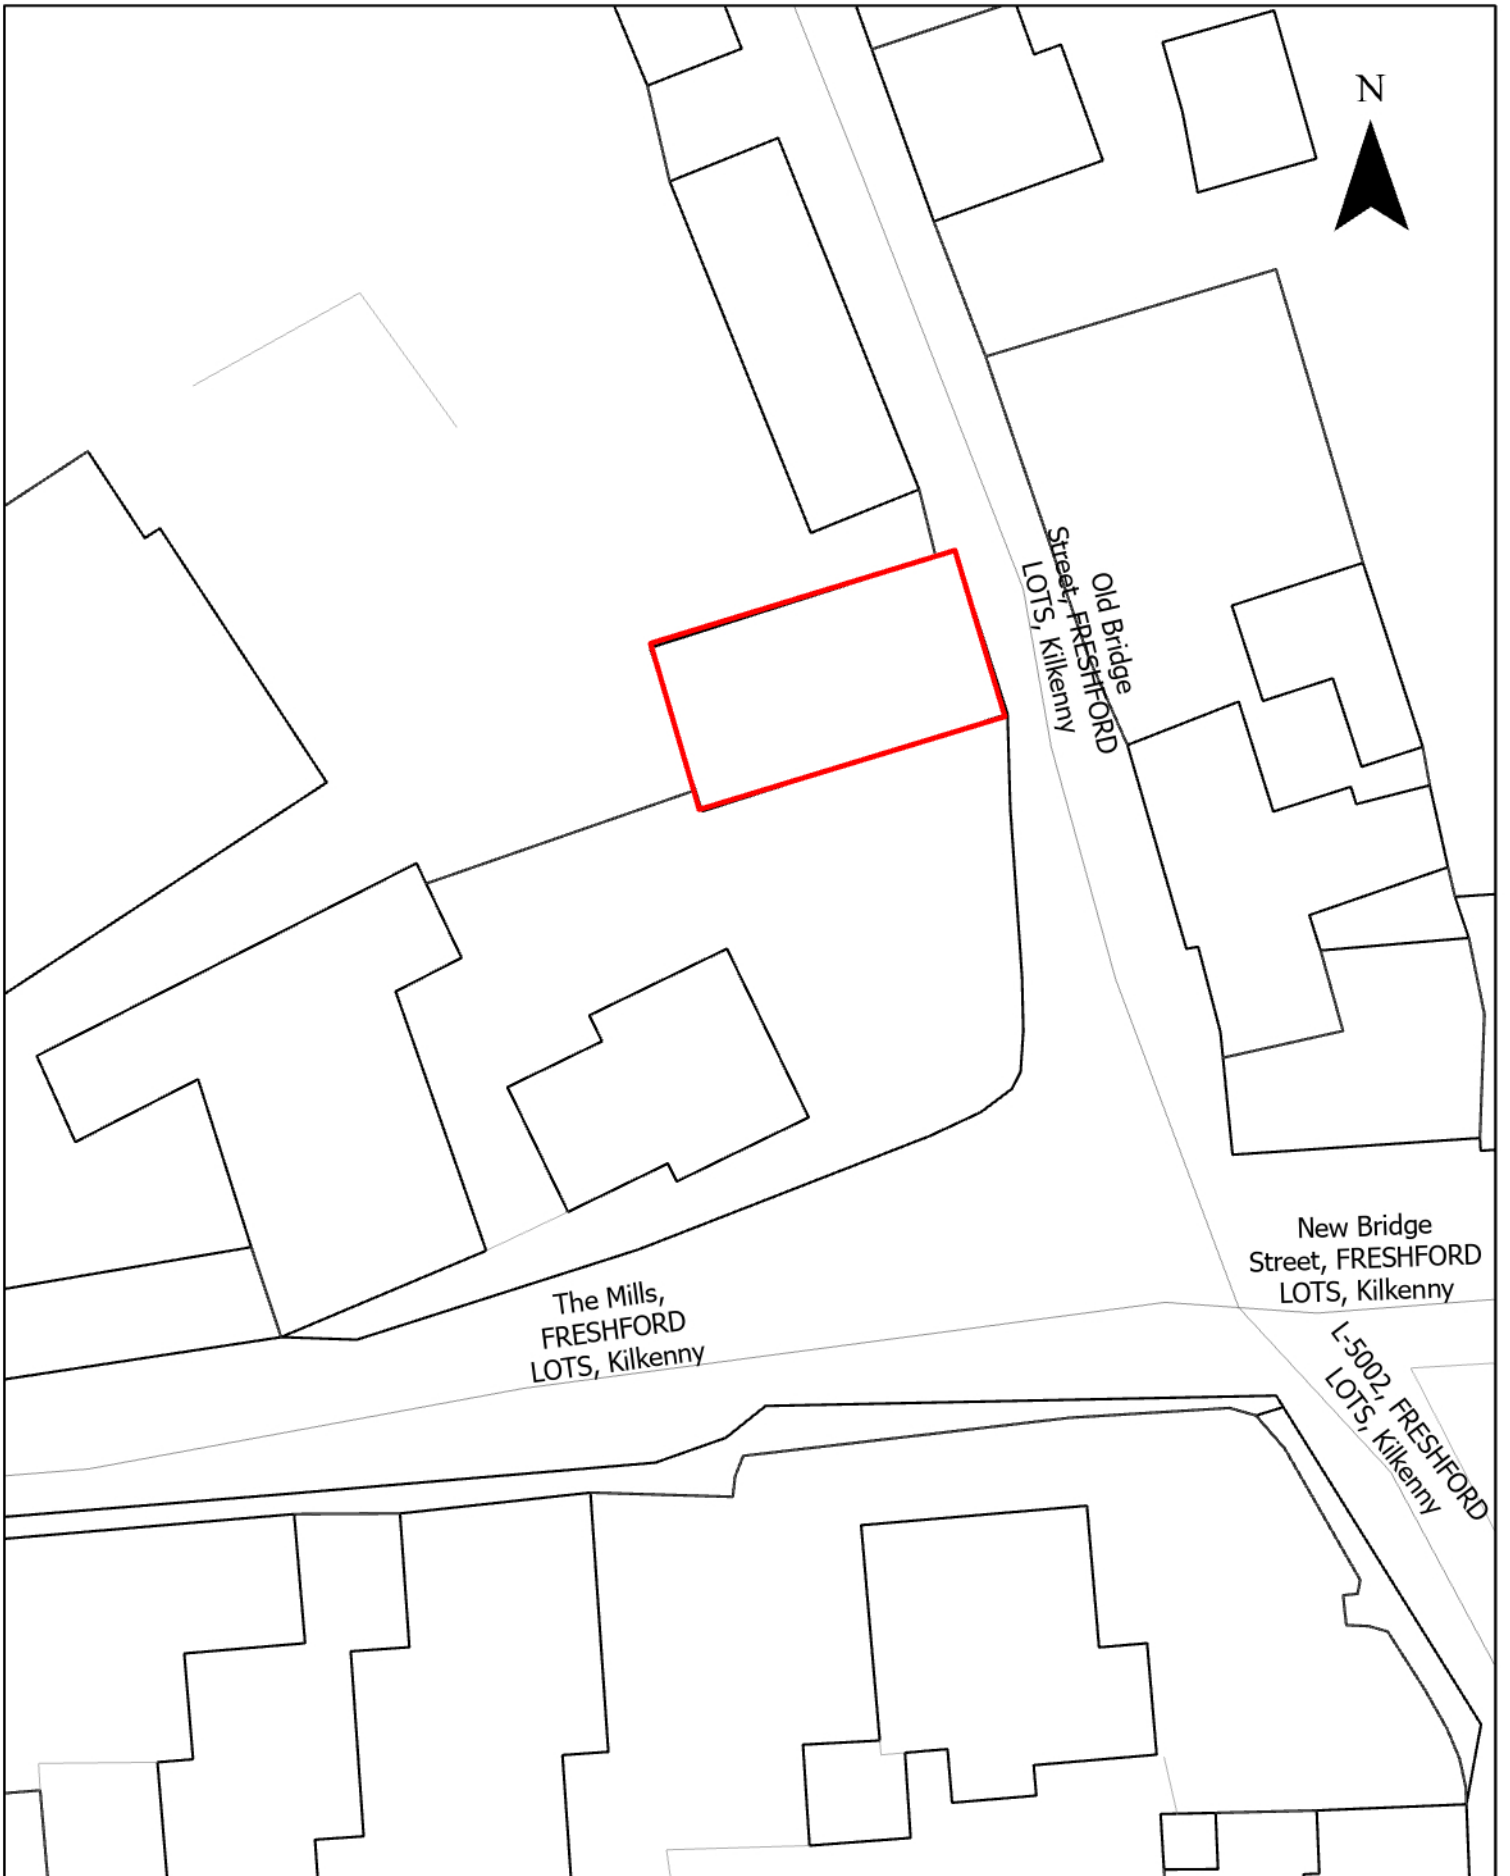 N
Old Bridge
Street, FRESHFORD
LOTS, Kilkenny
New Bridge
Street, FRESHFORD
LOTS, Kilkenny
The Mills,
FRESHFORD
LOTS, Kilkenny
L-5002, FRESHFORD
LOTS, Kilkenny